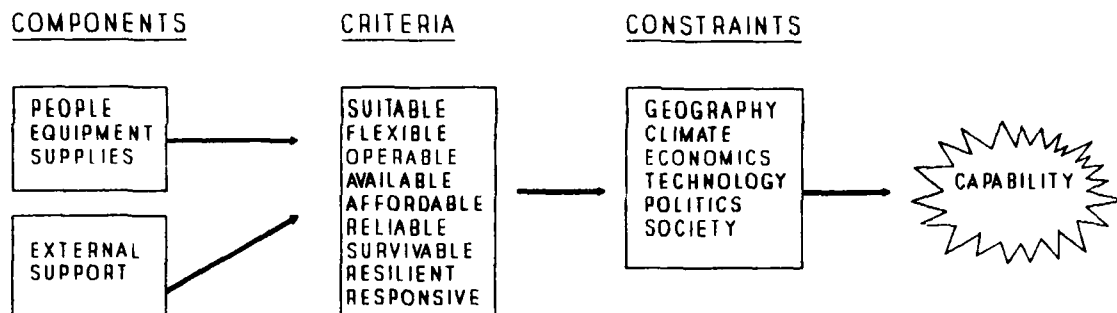 COMPONENTS
CRITERIA
CONSTRAINTS
PEOPLE
EQUIPMENT
SUPPLIES
EXTERNAL
SUPPORT
SUITABLE
FLEXIBLE
OPERABLE
AVAILABLE
AFFORDABLE
RELIABLE
SURVIVABLE
RESILIENT
RESPONSIVE
GEOGRAPHY
CLIMATE
ECONOMICS
TECHNOLOGY
POLITICS
SOCIETY
CAPABILITY